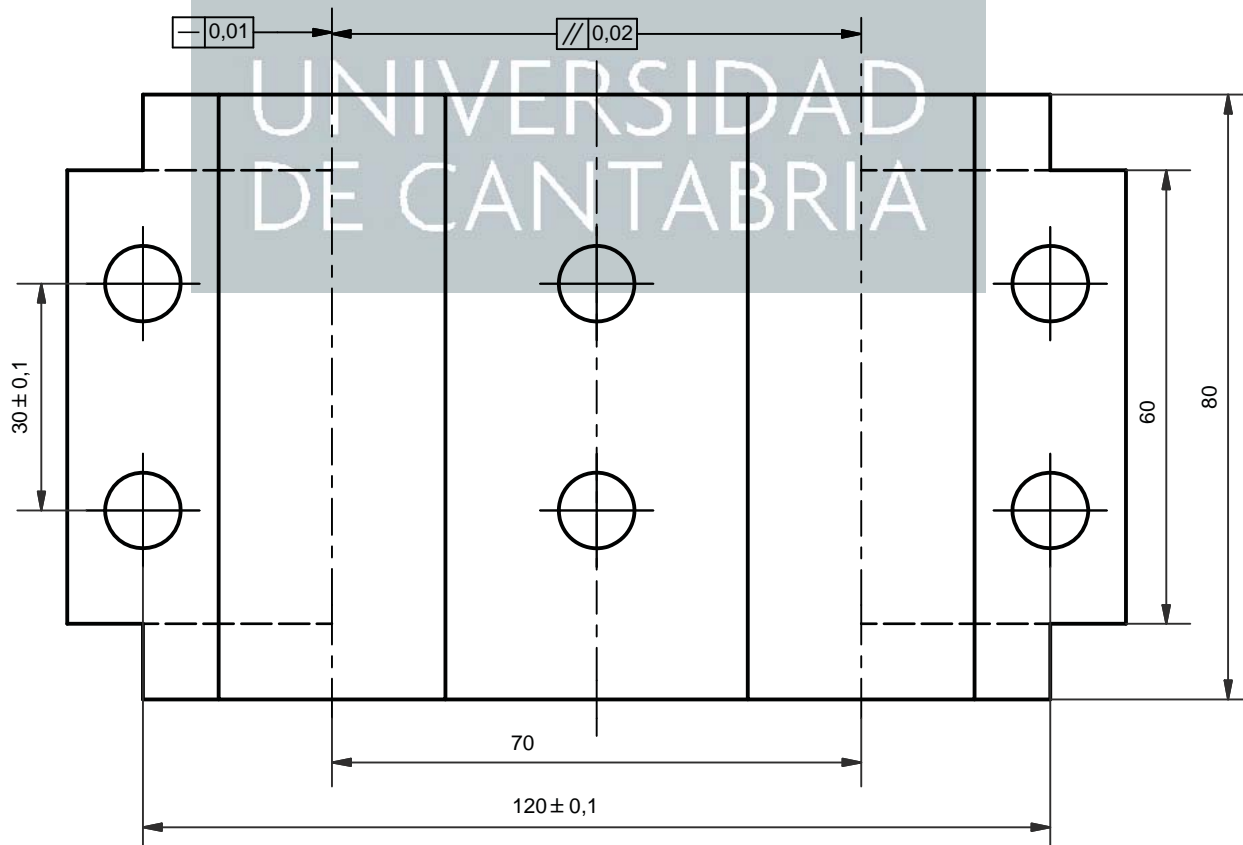 — 0,01
// 0,02
UNIVERSIDAD
DE CANTABRIA
30 ± 0,1
60
80
70
120 ± 0,1